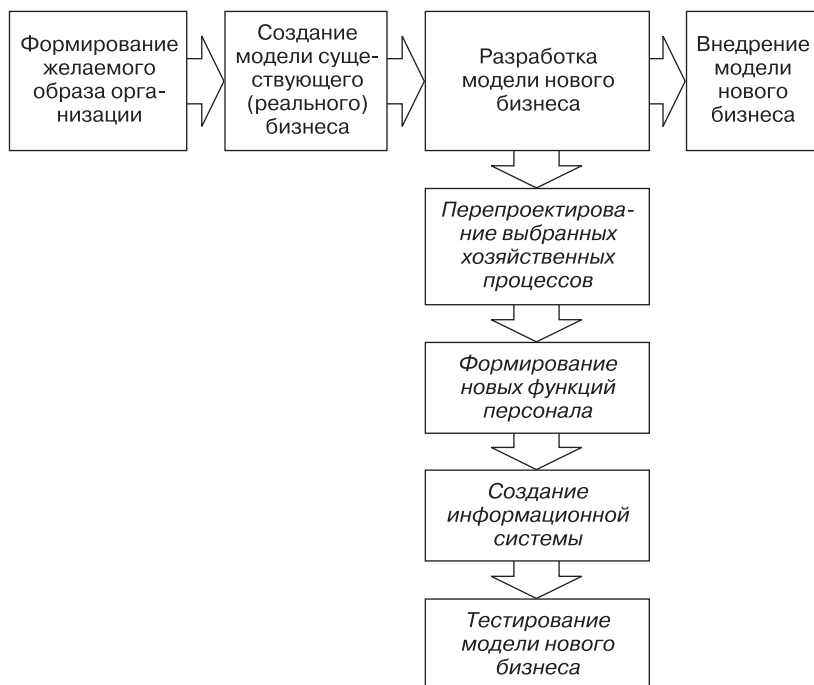 Формирование
желаемого
образа орга-
низации
Создание
модели суще-
ствующего
(реального)
бизнеса
Разработка
модели нового
бизнеса
Внедрение
модели
нового
бизнеса
Перепроектирова-
ние выбранных
хозяйственных
процессов
Формирование
новых функций
персонала
Создание
информационной
системы
Тестирование
модели нового
бизнеса